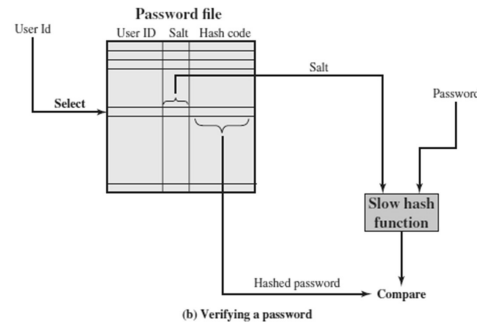 Password file
User Id
User ID Salt Hash code
Salt
Password
Select
Slow hash
function
Hashed password
Compare
(b) Verifying a password